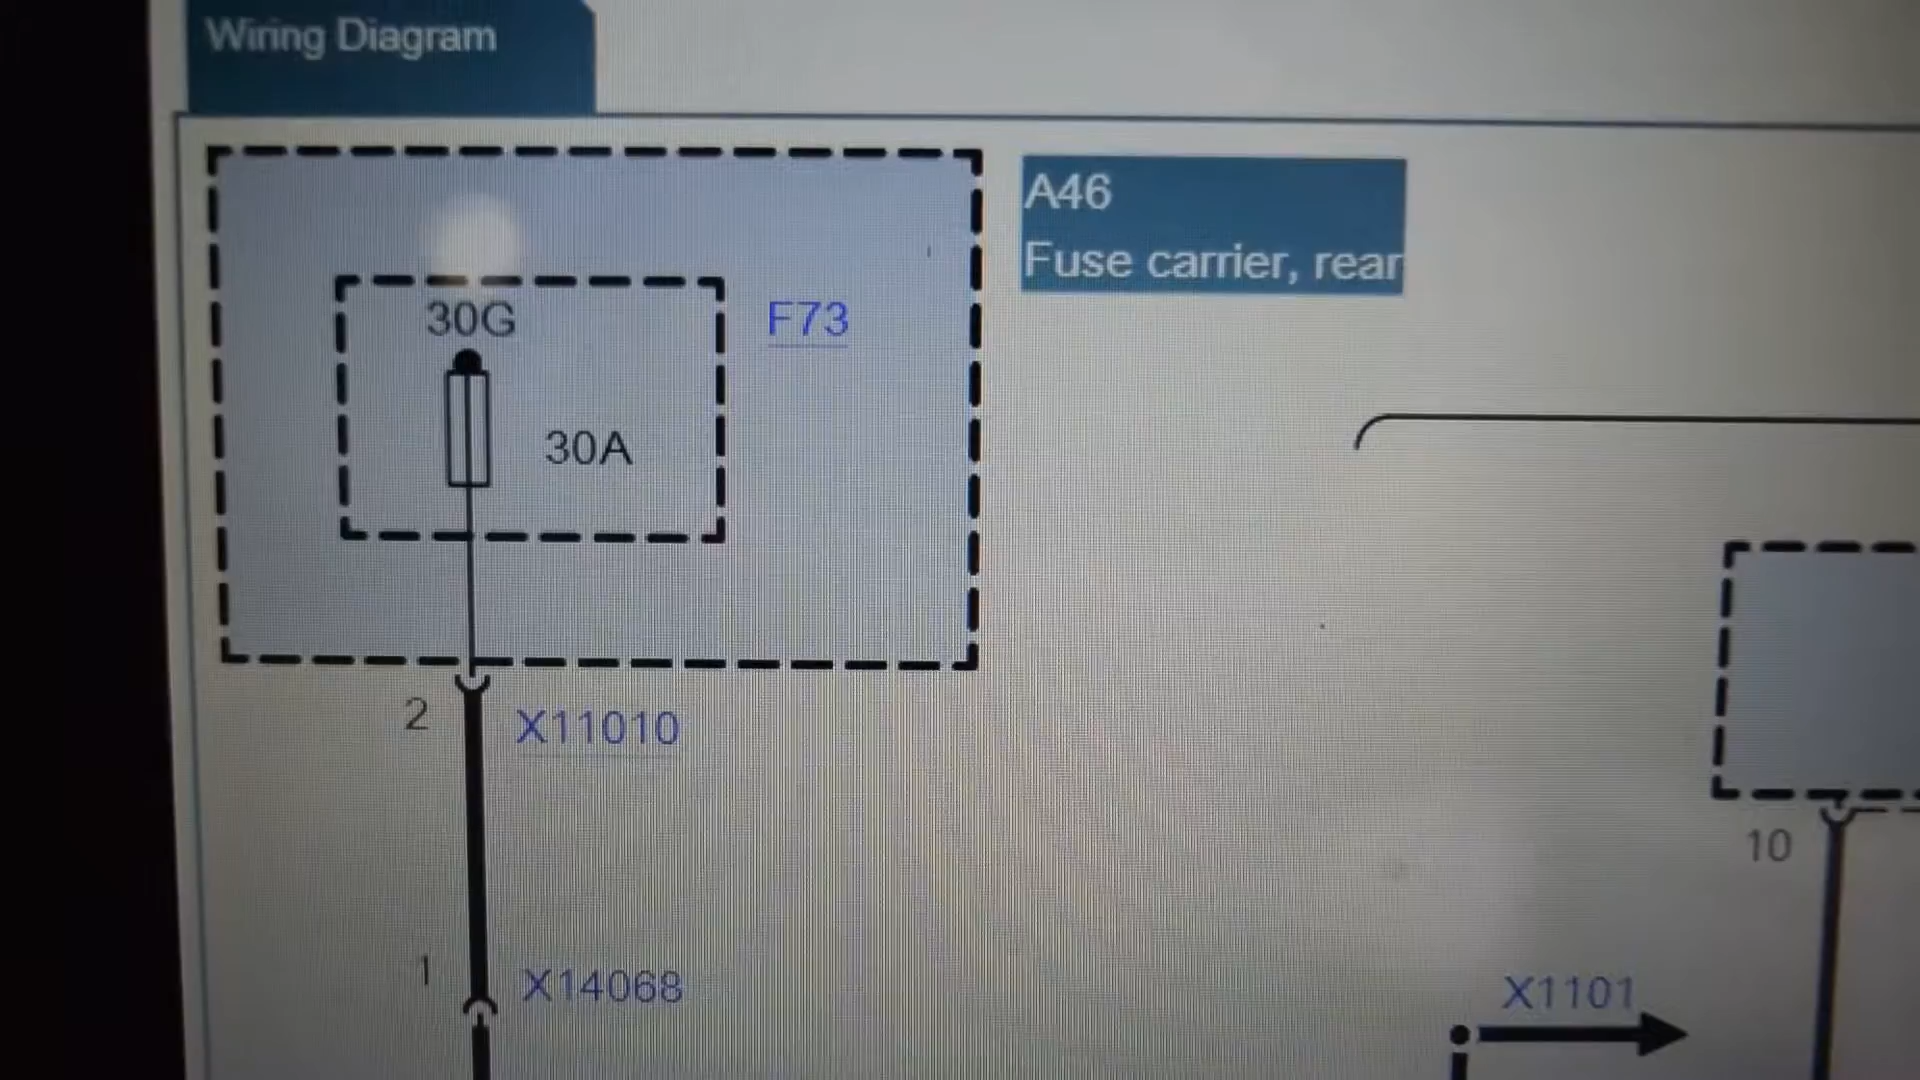 Wiring Diagram
A46
Fuse carrier, rear
30G
F73
30A
2
X11010
10
1
X14068
X1101